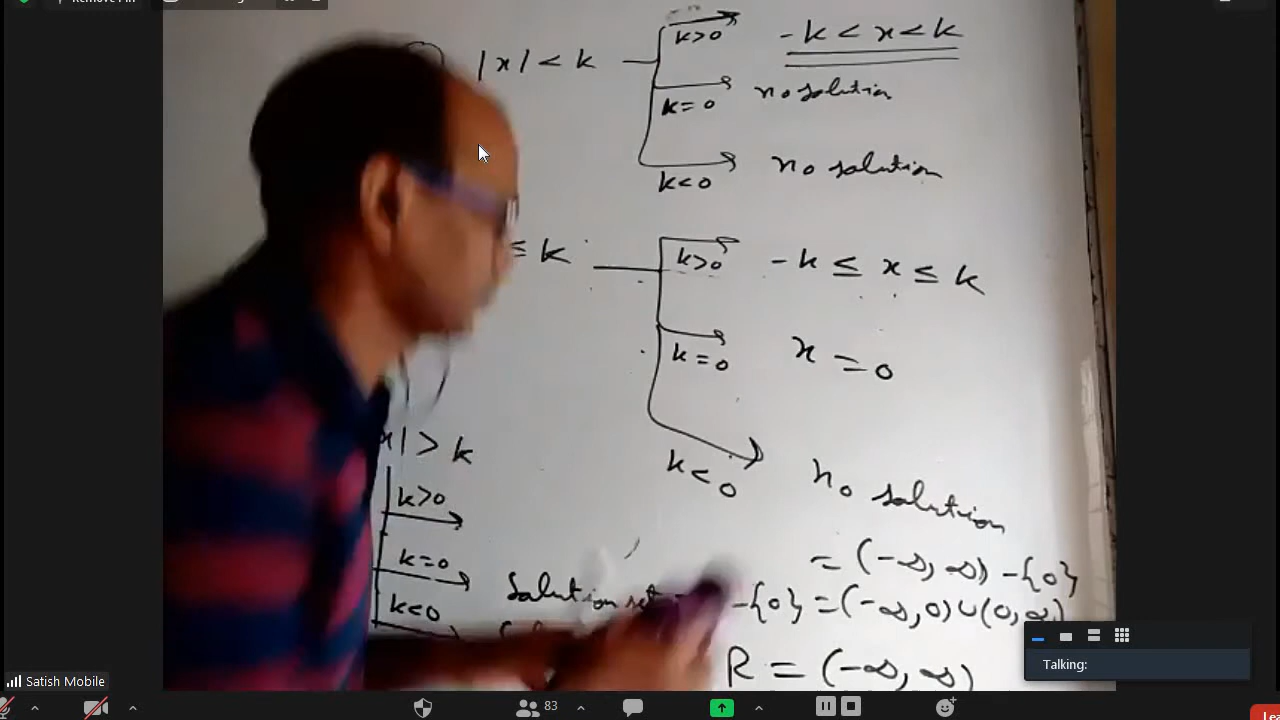 |x| < k
k>0
-k < x < k
k=0
no solution
k<0
no solution
≤ k
k>0
-k ≤ x ≤ k
k=0
x = 0
k<0
no solution
x| > k
k>0
k=0
k<0
= (-∞, ∞) -{0}
Solution set
-{0} = (-∞, 0) ∪ (0, ∞)
R = (-∞, ∞)
Talking:
Satish Mobile
83